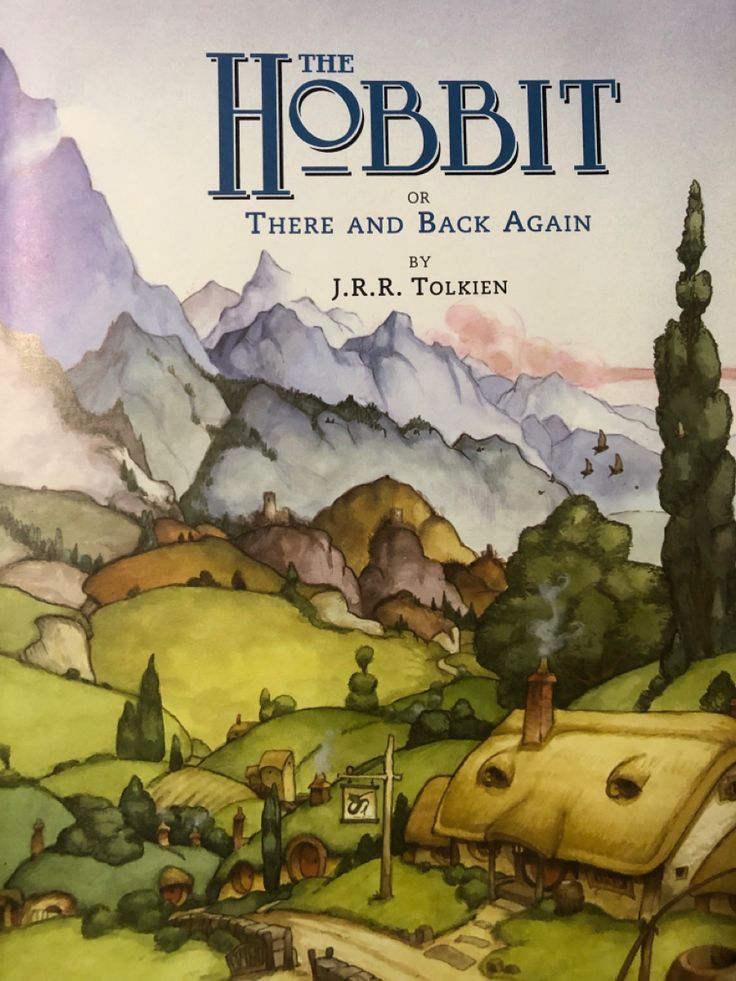 THE
HOBBIT
OR
THERE AND BACK AGAIN
BY
J.R.R. TOLKIEN